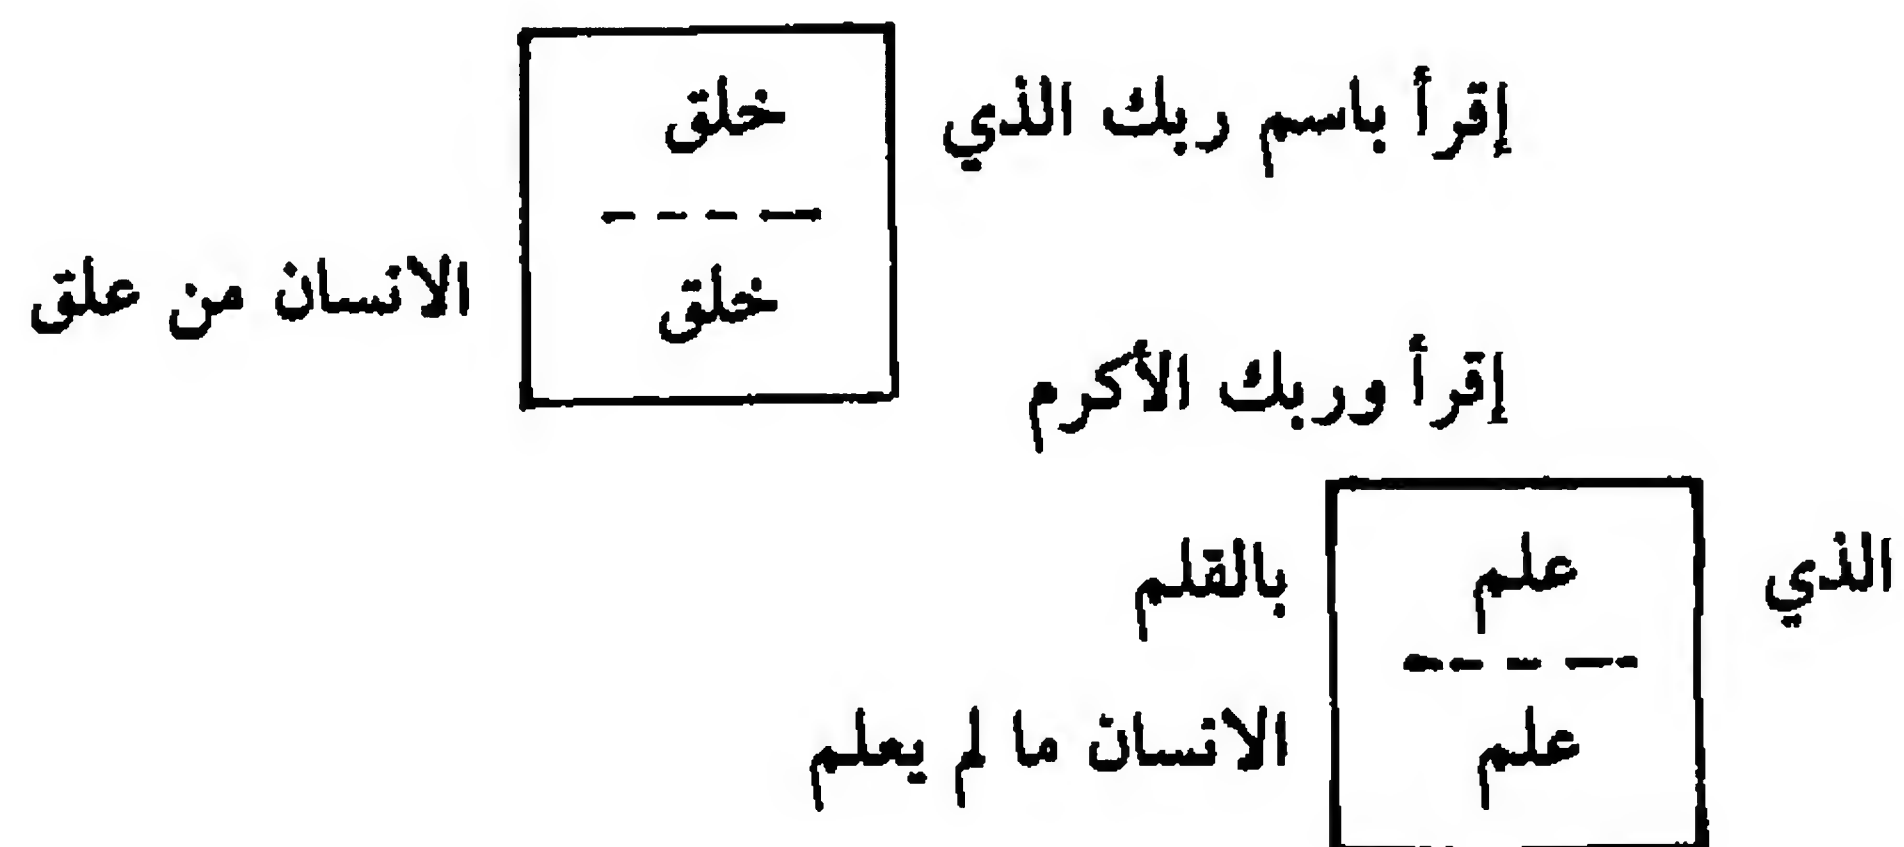 إقرأ باسم ربك الذي خلق
خلق الانسان من علق
إقرأ وربك الأكرم
الذي علم بالقلم
علم الانسان ما لم يعلم